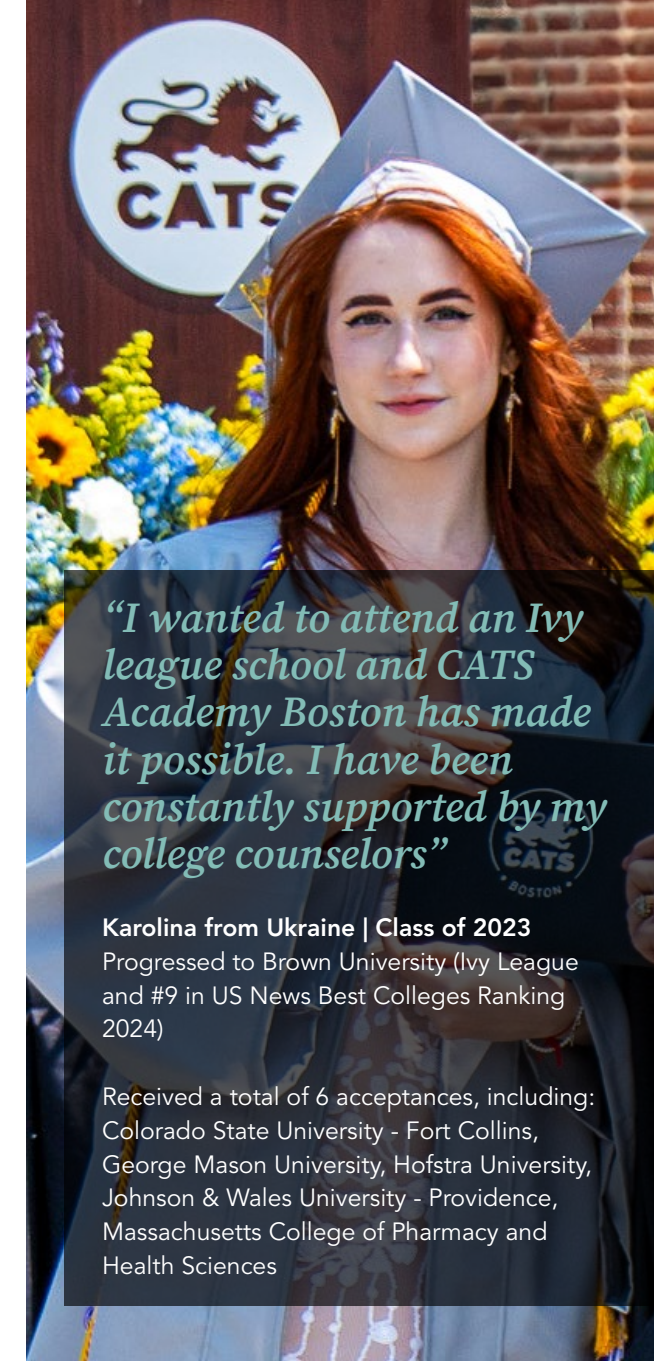 CATS
“I wanted to attend an Ivy
league school and CATS
Academy Boston has made
it possible. I have been
constantly supported by my
college counselors”
CATS
BOSTON
Karolina from Ukraine | Class of 2023
Progressed to Brown University (Ivy League
and #9 in US News Best Colleges Ranking
2024)
Received a total of 6 acceptances, including:
Colorado State University - Fort Collins,
George Mason University, Hofstra University,
Johnson & Wales University - Providence,
Massachusetts College of Pharmacy and
Health Sciences